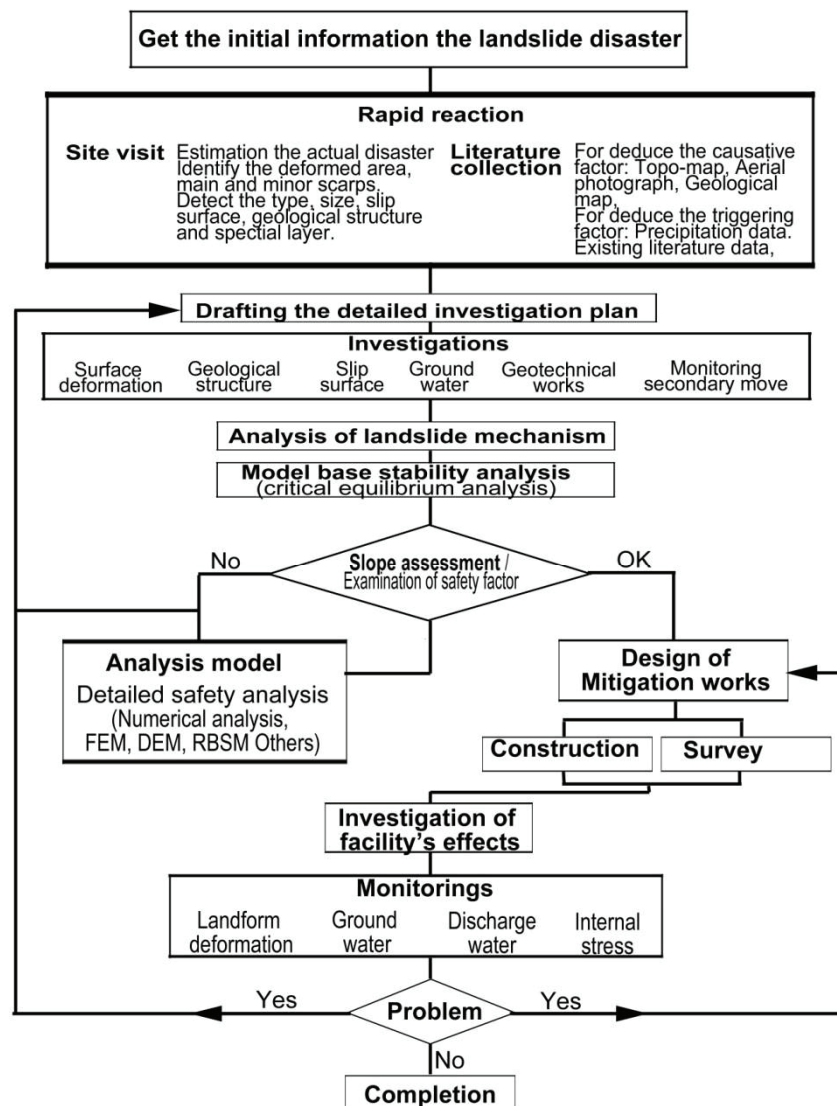 Get the initial information the landslide disaster
Rapid reaction
Site visit
Estimation the actual disaster
Identify the deformed area,
main and minor scarps.
Detect the type, size, slip
surface, geological structure
and spectial layer.
Literature
collection
For deduce the causative
factor: Topo-map, Aerial
photograph, Geological
map,
For deduce the triggering
factor: Precipitation data.
Existing literature data,
Drafting the detailed investigation plan
Investigations
Surface
deformation
Geological
structure
Slip
surface
Ground
water
Geotechnical
works
Monitoring
secondary move
Analysis of landslide mechanism
Model base stability analysis
(critical equilibrium analysis)
Slope assessment /
Examination of safety factor
No
OK
Analysis model
Detailed safety analysis
(Numerical analysis,
FEM, DEM, RBSM Others)
Design of
Mitigation works
Construction
Survey
Investigation of
facility's effects
Monitorings
Landform
deformation
Ground
water
Discharge
water
Internal
stress
Yes
Problem
Yes
No
Completion